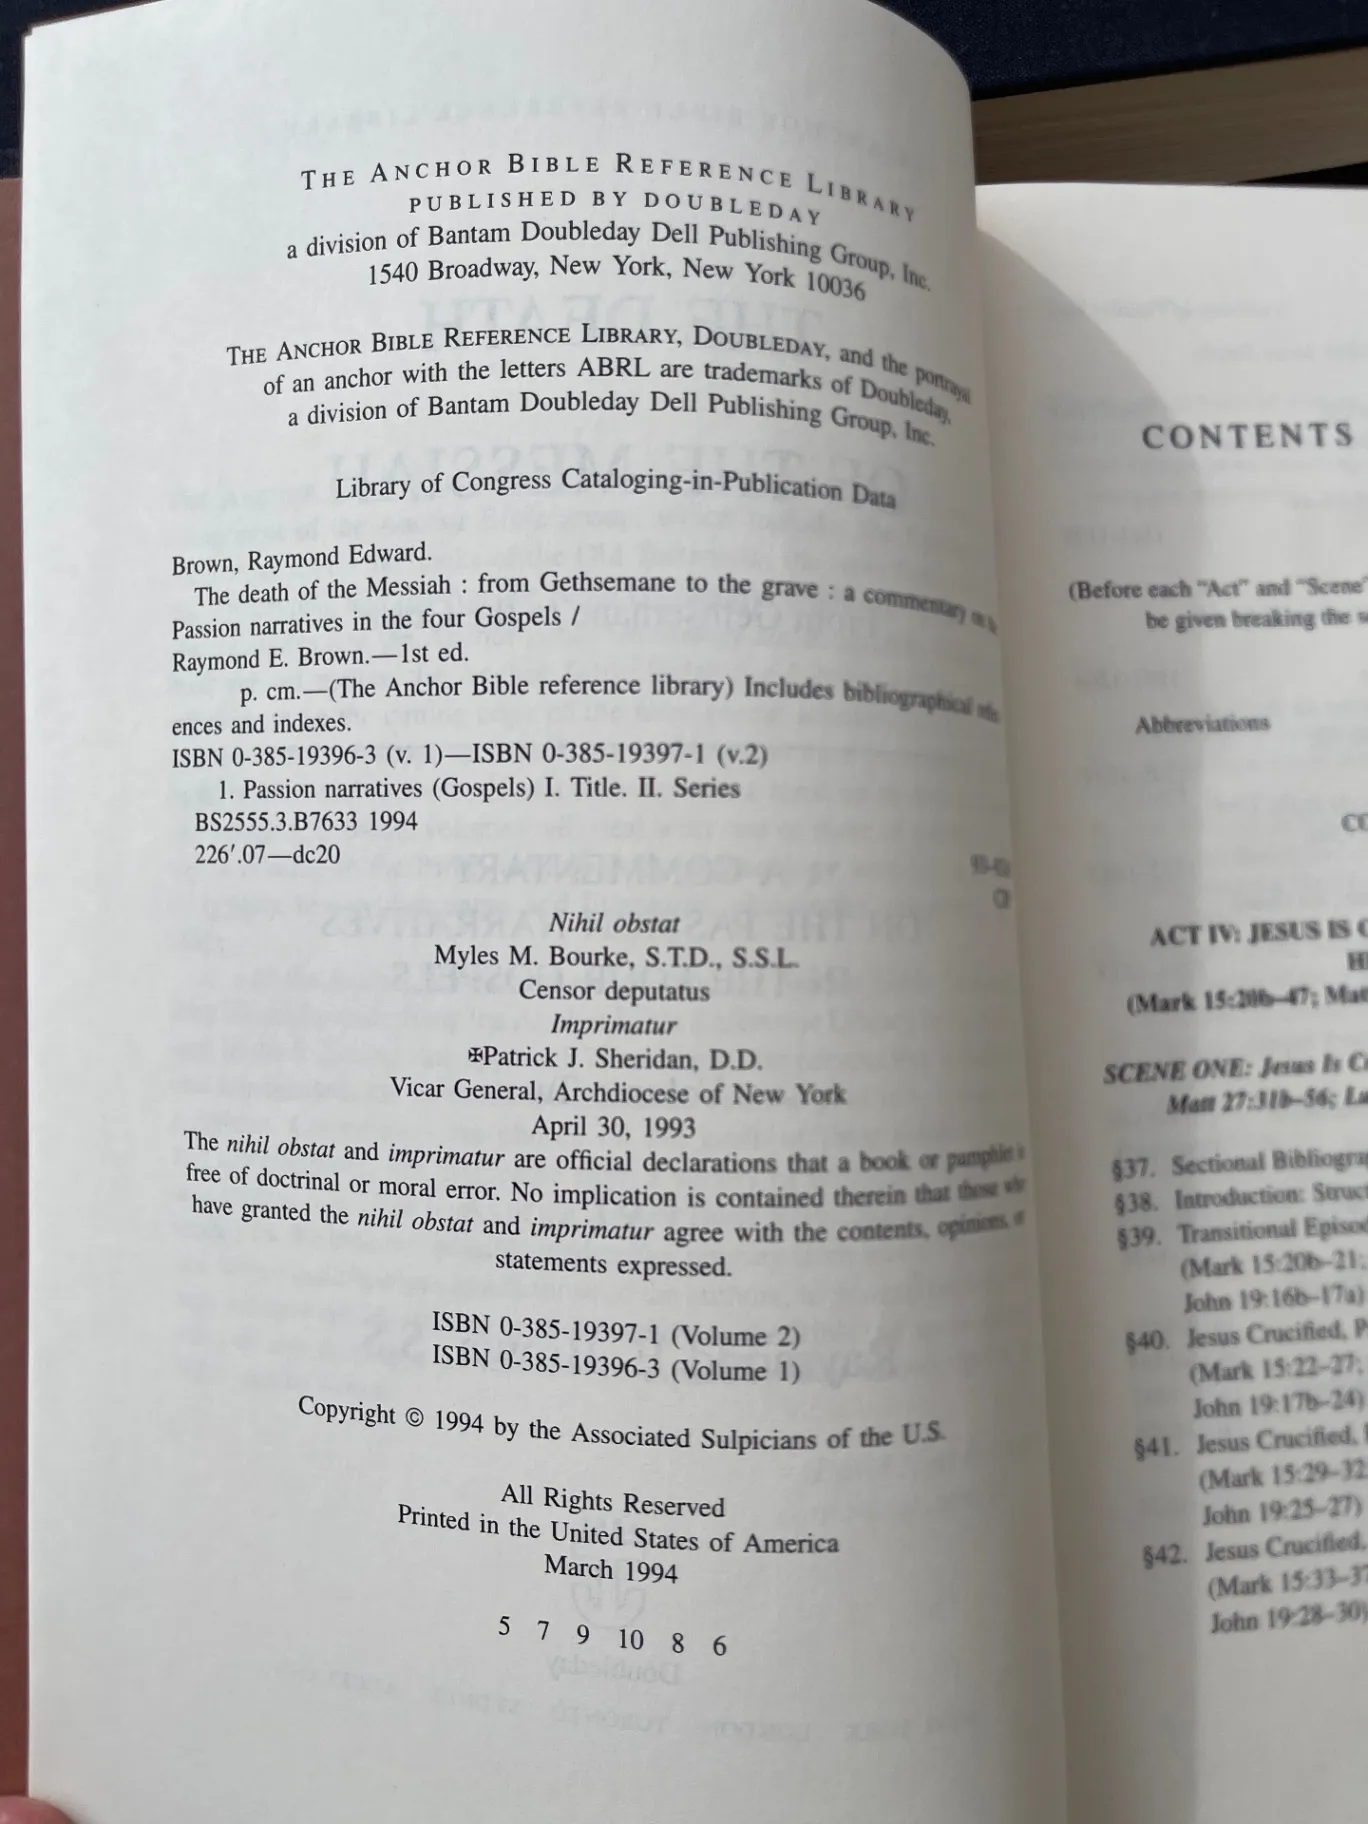 THE ANCHOR BIBLE REFERENCE LIBRARY
PUBLISHED BY DOUBLEDAY
a division of Bantam Doubleday Dell Publishing Group, Inc.
1540 Broadway, New York, New York 10036
THE ANCHOR BIBLE REFERENCE LIBRARY, DOUBLEDAY, and the portrayal
of an anchor with the letters ABRL are trademarks of Doubleday,
a division of Bantam Doubleday Dell Publishing Group, Inc.
Library of Congress Cataloging-in-Publication Data
Brown, Raymond Edward.
The death of the Messiah : from Gethsemane to the grave : a commentary on
Passion narratives in the four Gospels /
Raymond E. Brown.—1st ed.
p. cm.—(The Anchor Bible reference library) Includes bibliographical
ences and indexes.
ISBN 0-385-19396-3 (v. 1)—ISBN 0-385-19397-1 (v.2)
1. Passion narratives (Gospels) I. Title. II. Series
BS2555.3.B7633 1994
226′.07—dc20
Nihil obstat
Myles M. Bourke, S.T.D., S.S.L.
Censor deputatus
Imprimatur
✠Patrick J. Sheridan, D.D.
Vicar General, Archdiocese of New York
April 30, 1993
The nihil obstat and imprimatur are official declarations that a book or pamphlet is
free of doctrinal or moral error. No implication is contained therein that those who
have granted the nihil obstat and imprimatur agree with the contents, opinions, or
statements expressed.
ISBN 0-385-19397-1 (Volume 2)
ISBN 0-385-19396-3 (Volume 1)
Copyright © 1994 by the Associated Sulpicians of the U.S.
All Rights Reserved
Printed in the United States of America
March 1994
5 7 9 10 8 6
CONTENTS
(Before each "Act" and "Scene"
be given breaking the
Abbreviations
ACT IV: JESUS IS
(Mark 15:20b–47;
SCENE ONE: Jesus Is
Matt 27:31b–56;
§37. Sectional
§38. Introduction:
§39. Transitional
(Mark 15:20b–21;
John 19:16b–17a)
§40. Jesus Crucified,
(Mark 15:22–27;
John 19:17b–24)
§41. Jesus Crucified,
(Mark 15:29–32;
John 19:25–27)
§42. Jesus Crucified,
(Mark 15:33–37
John 19:28–30)